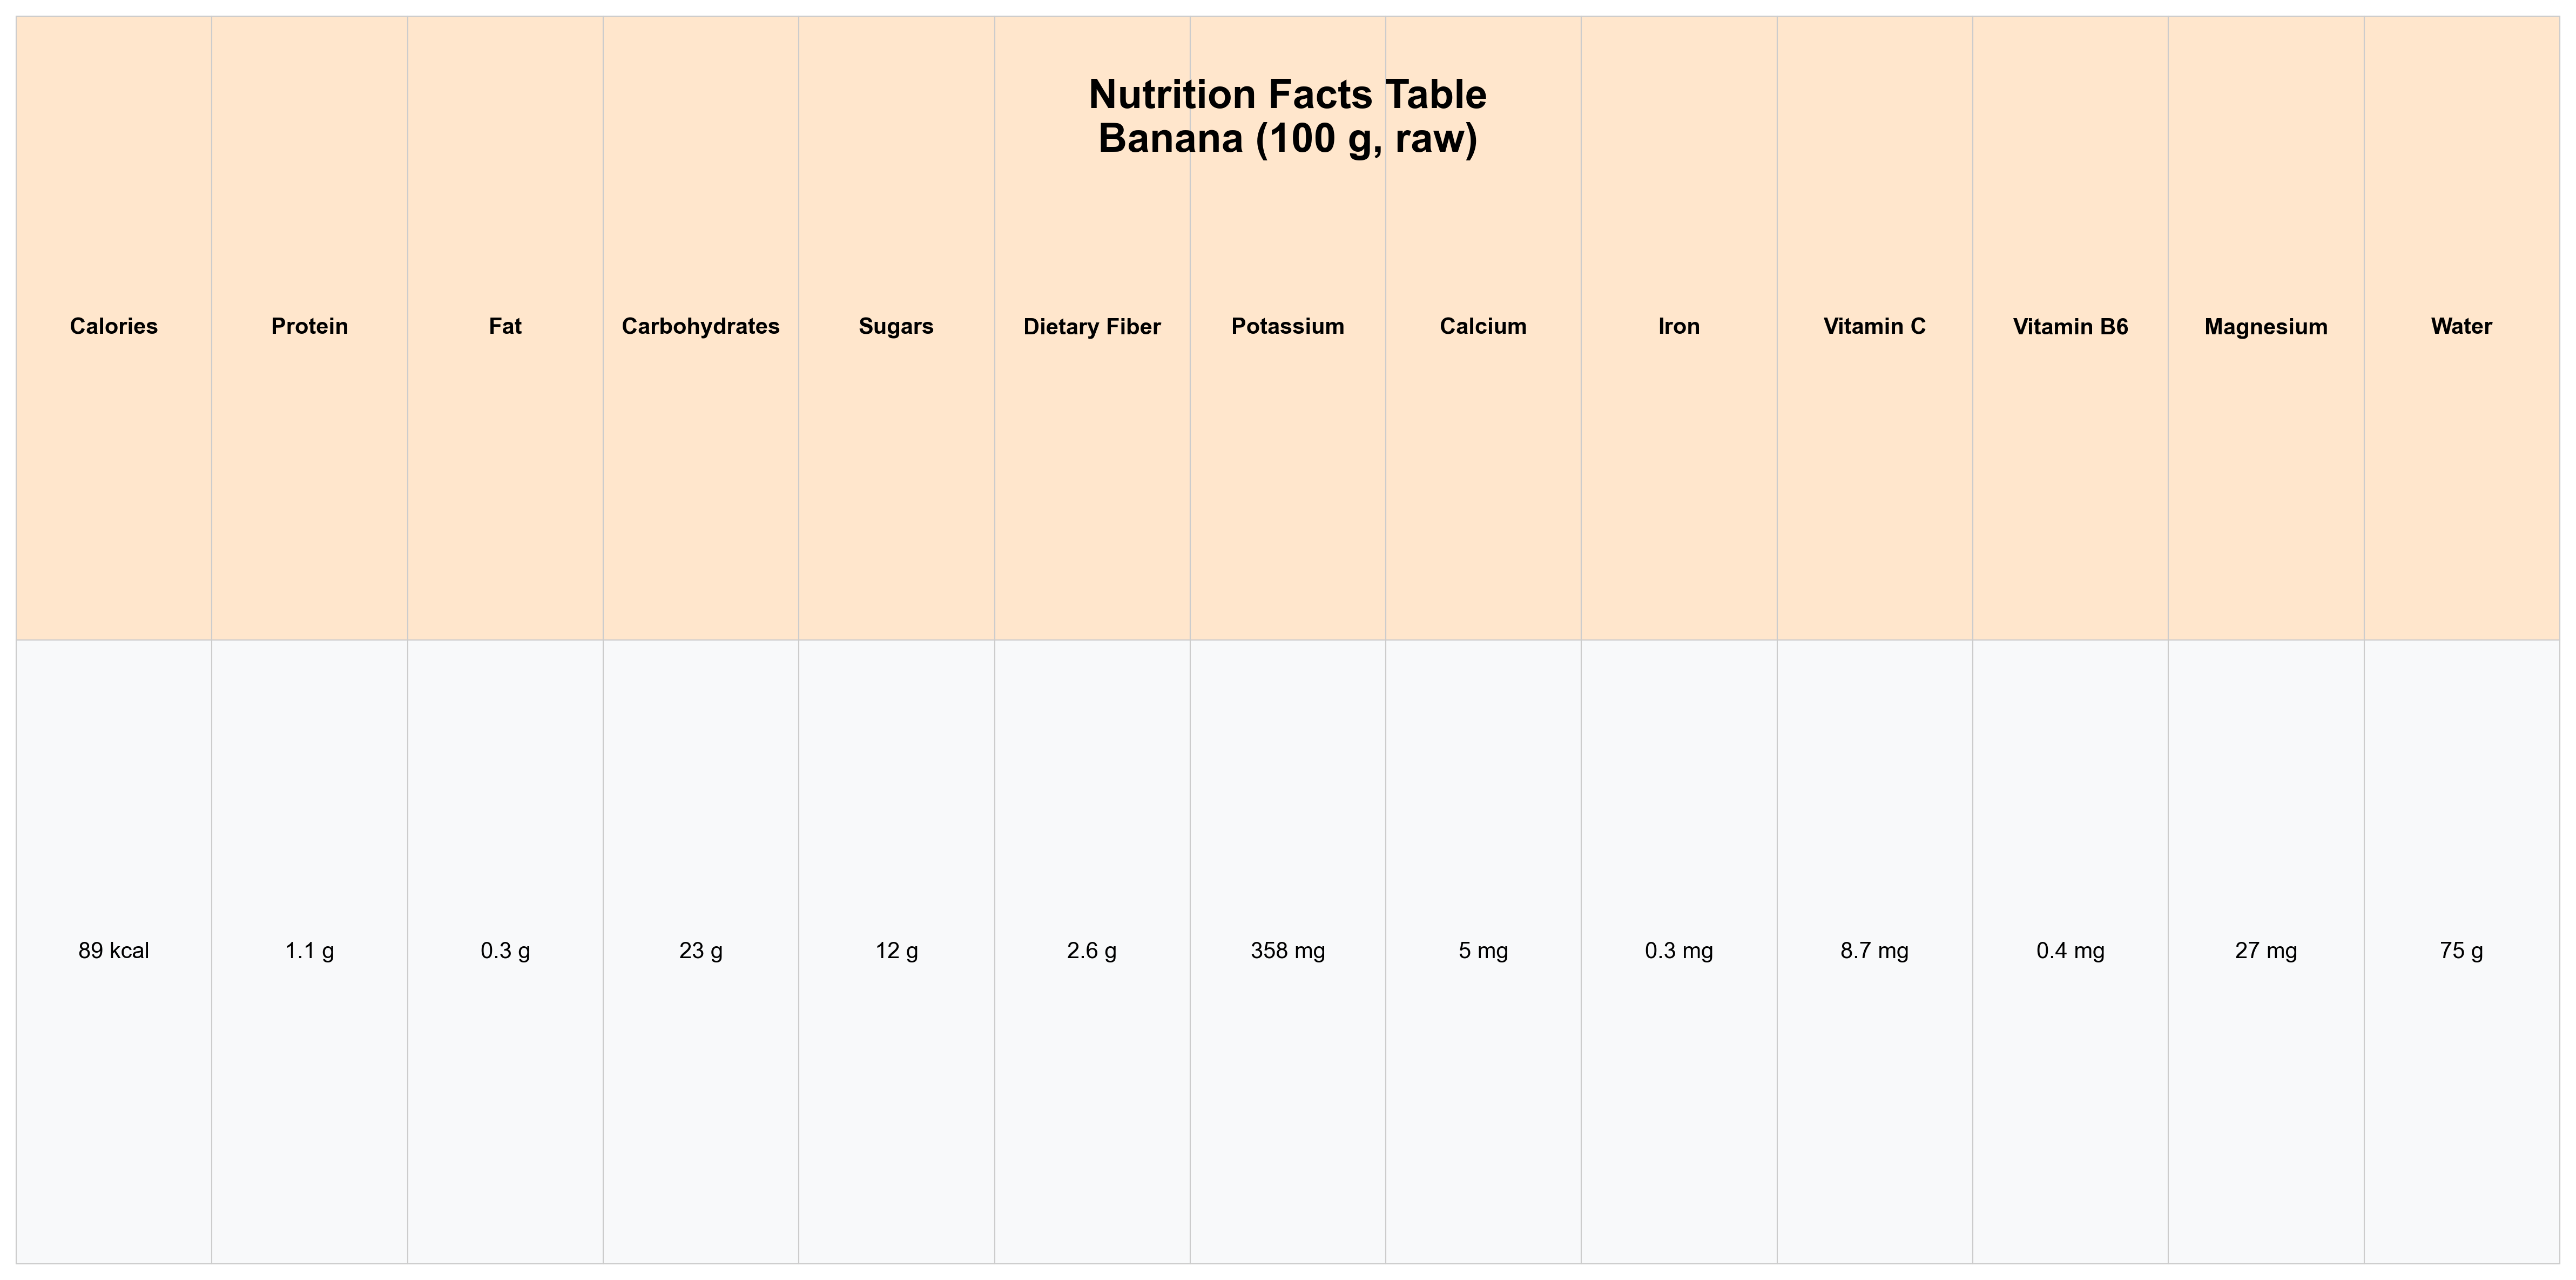 Nutrition Facts Table
Banana (100 g, raw)
Calories Protein Fat Carbohydrates Sugars Dietary Fiber Potassium Calcium Iron Vitamin C Vitamin B6 Magnesium Water
89 kcal 1.1 g 0.3 g 23 g 12 g 2.6 g 358 mg 5 mg 0.3 mg 8.7 mg 0.4 mg 27 mg 75 g